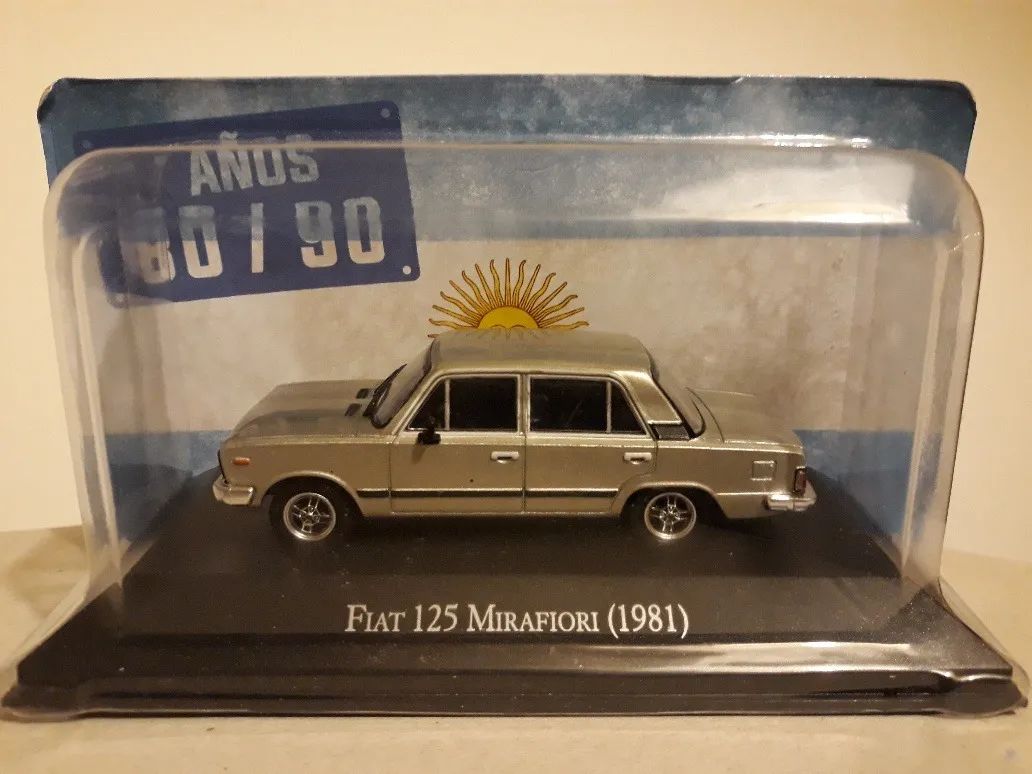 AÑOS
80 / 90
FIAT 125 MIRAFIORI (1981)